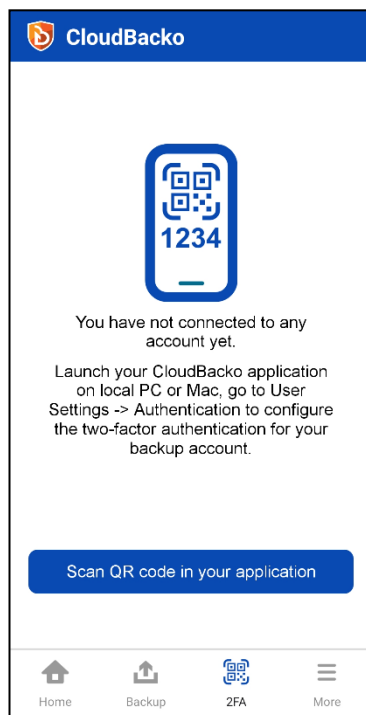 CloudBacko
1234
You have not connected to any
account yet.
Launch your CloudBacko application
on local PC or Mac, go to User
Settings -> Authentication to configure
the two-factor authentication for your
backup account.
Scan QR code in your application
Home
Backup
2FA
More